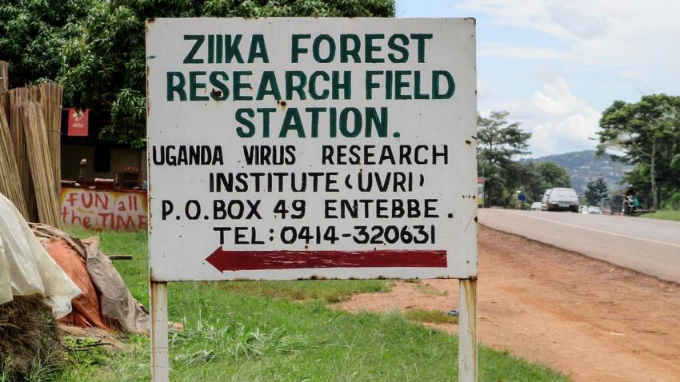 ZIIKA FOREST
RESEARCH FIELD
STATION.
UGANDA VIRUS RESEARCH
INSTITUTE (UVRI)
P.O.BOX 49 ENTEBBE.
TEL: 0414-320631
FUN all
the TIME